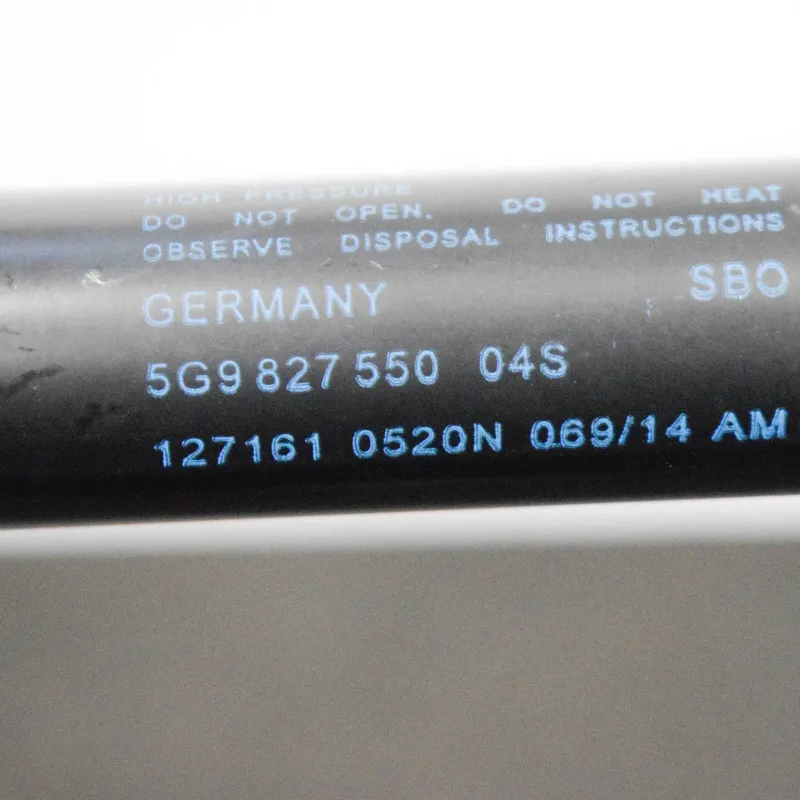 HIGH PRESSURE
DO NOT OPEN. DO NOT HEAT
OBSERVE DISPOSAL INSTRUCTIONS
GERMANY SBO
5G9 827 550 04S
127161 0520N 069/14 AM